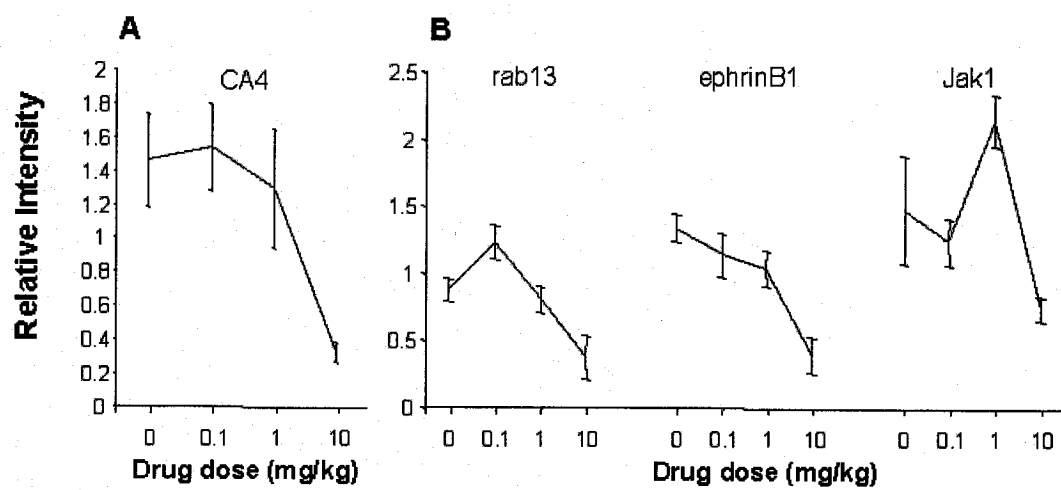 A
B
CA4
rab13
ephrinB1
Jak1
Relative Intensity
2
1.8
1.6
1.4
1.2
1
0.8
0.6
0.4
0.2
0
2.5
2
1.5
1
0.5
0
0 0.1 1 10
0 0.1 1 10
0 0.1 1 10
0 0.1 1 10
Drug dose (mg/kg)
Drug dose (mg/kg)